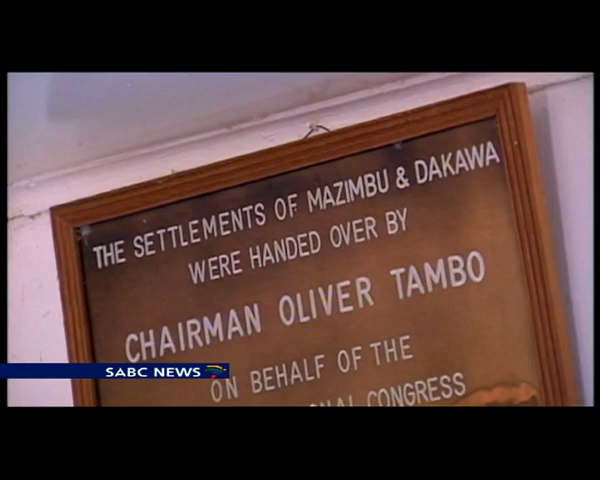 THE SETTLEMENTS OF MAZIMBU & DAKAWA
WERE HANDED OVER BY
CHAIRMAN OLIVER TAMBO
ON BEHALF OF THE
CONGRESS
SABC NEWS